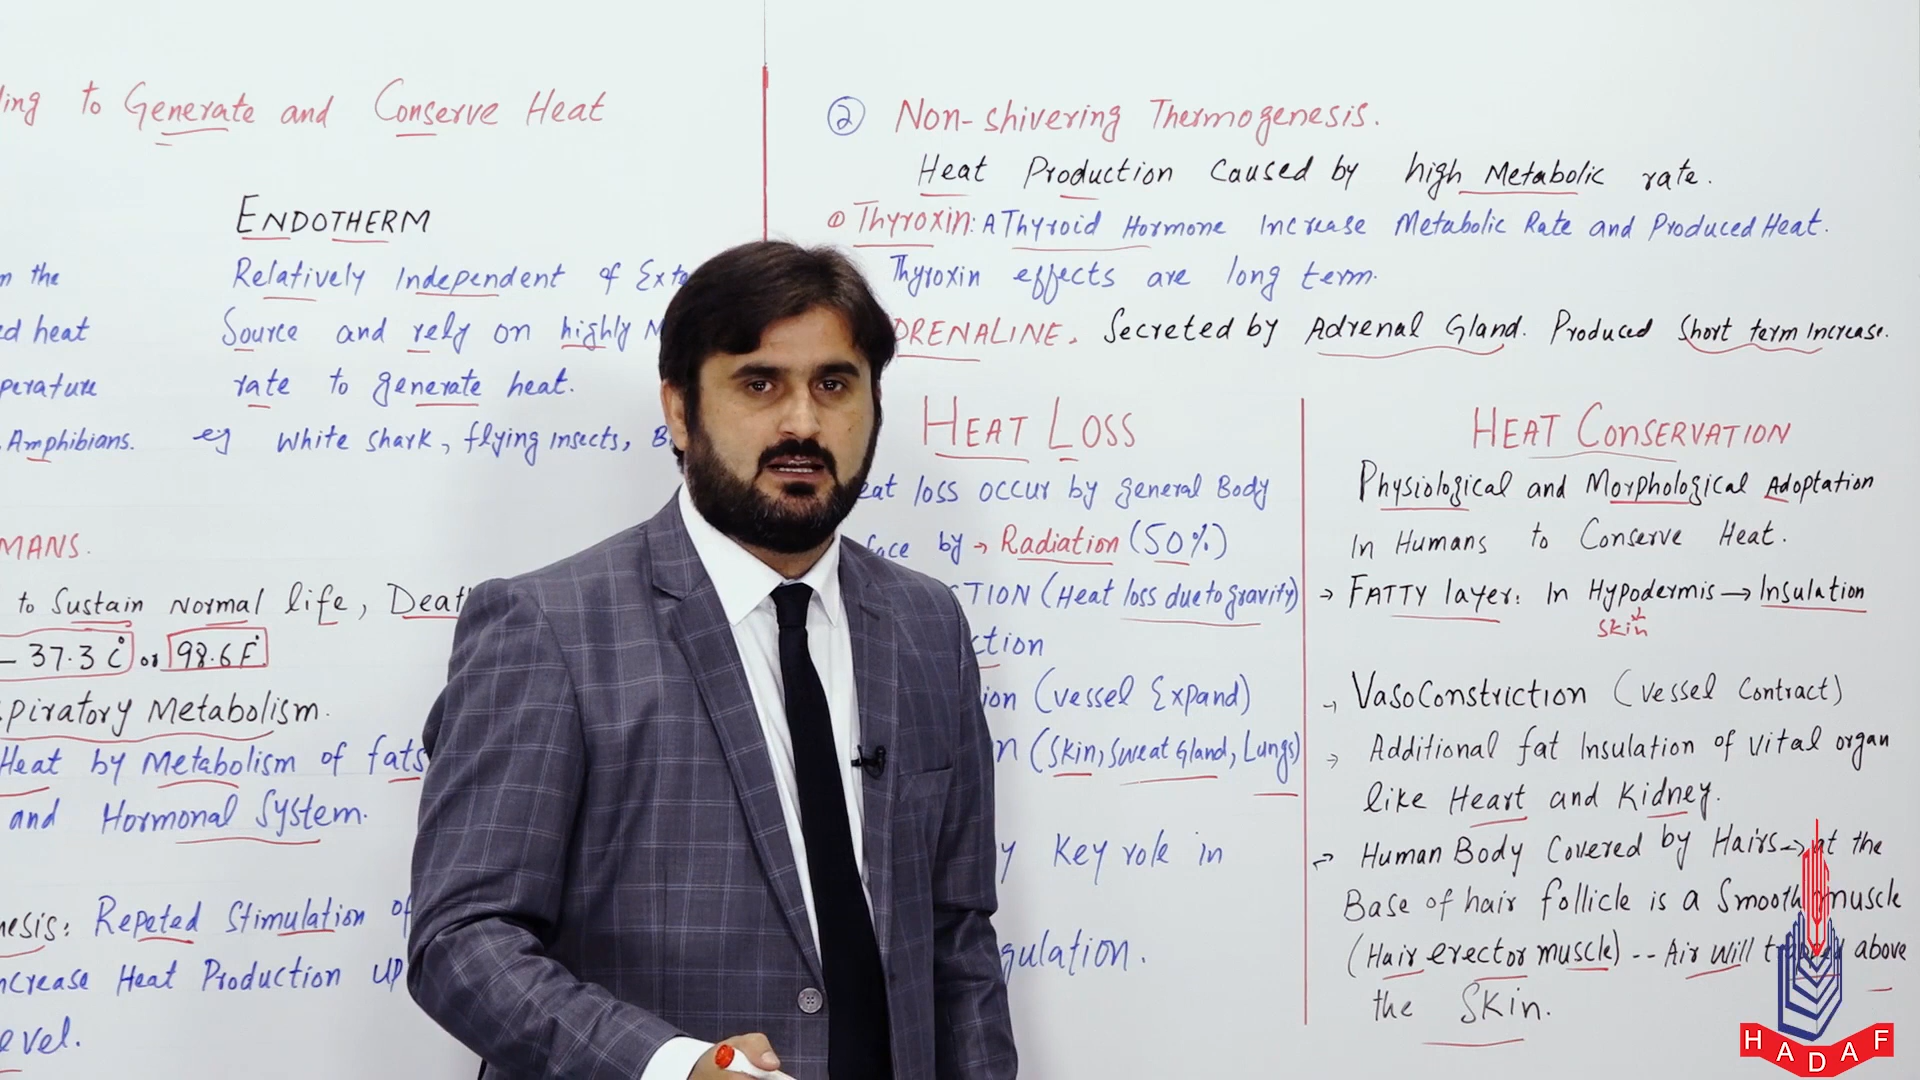 ling to Generate and Conserve Heat
ENDOTHERM
n the
Relatively Independent of Exte
ed heat
Source and rely on highly M
perature
rate to generate heat.
Amphibians.
eg White shark, flying insects, B
MANS.
to Sustain Normal life, Deat
– 37.3 C° or 98.6 F°
piratory Metabolism.
Heat by Metabolism of fats
and Hormonal System.
nesis: Repeted Stimulation of
ncrease Heat Production up
evel.
② Non-shivering Thermogenesis.
Heat Production Caused by high Metabolic rate.
① Thyroxin: A Thyroid Hormone Increase Metabolic Rate and Produced Heat.
Thyroxin effects are long term.
DRENALINE. Secreted by Adrenal Gland. Produced Short term Increase.
HEAT LOSS
eat loss occur by general Body
face by → Radiation (50%)
CTION (Heat loss due to gravity)
ction
ion (vessel Expand)
n (Skin, Sweat Gland, Lungs)
y Key role in
gulation.
HEAT CONSERVATION
Physiological and Morphological Adoptation
In Humans to Conserve Heat.
→ FATTY layer: In Hypodermis → Insulation
Skin
→ VasoConstriction (vessel Contract)
→ Additional fat Insulation of vital organ
like Heart and Kidney.
→ Human Body Covered by Hairs → at the
Base of hair follicle is a Smooth muscle
(Hair erector muscle) -- Air will above
the Skin.
HADAF